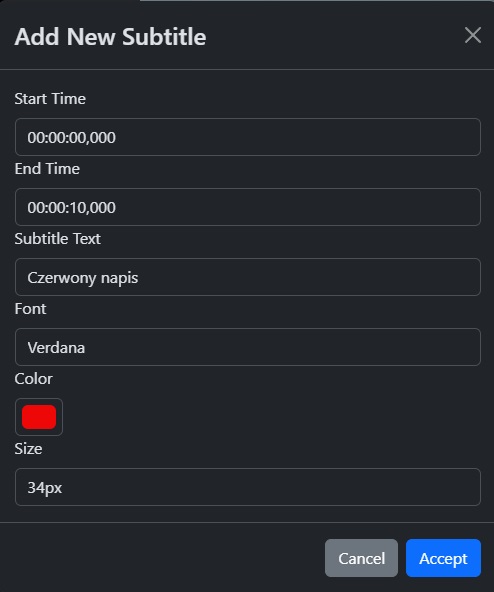 Add New Subtitle
Start Time
00:00:00,000
End Time
00:00:10,000
Subtitle Text
Czerwony napis
Font
Verdana
Color
Size
34px
Cancel Accept